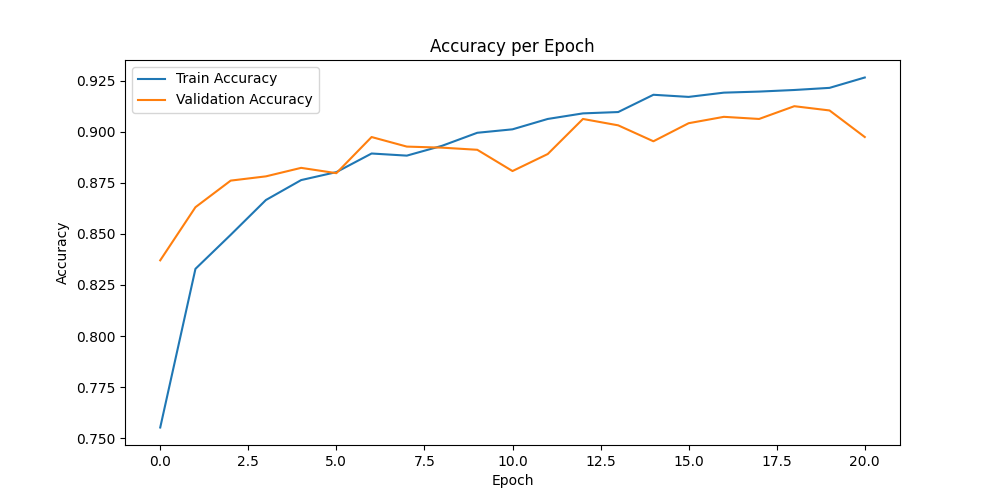 Accuracy per Epoch
Train Accuracy
Validation Accuracy
0.925
0.900
0.875
0.850
0.825
0.800
0.775
0.750
Accuracy
0.0 2.5 5.0 7.5 10.0 12.5 15.0 17.5 20.0
Epoch